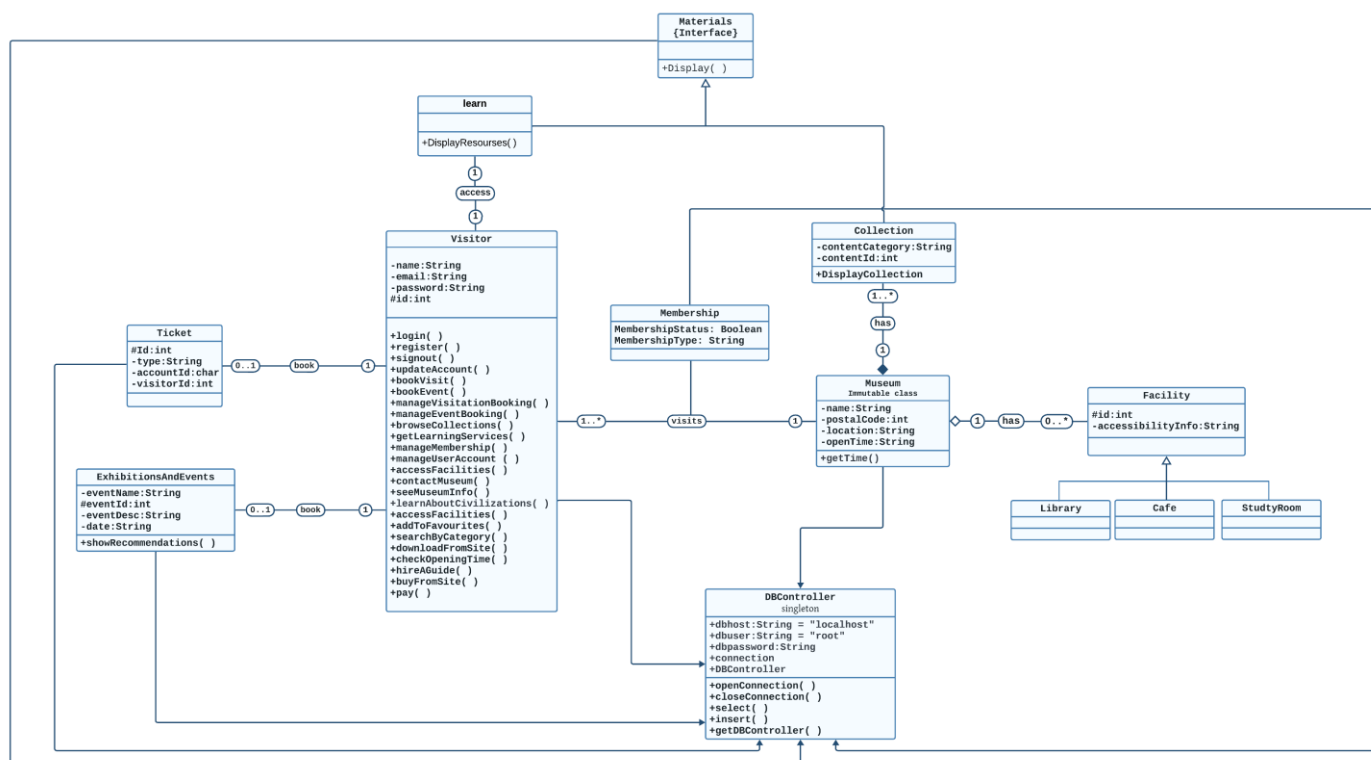 Materials
{Interface}
+Display( )
learn
+DisplayResourses( )
1
access
1
Visitor
-name:String
-email:String
-password:String
#id:int
+login( )
+register( )
+signout( )
+updateAccount( )
+bookVisit( )
+bookEvent( )
+manageVisitationBooking( )
+manageEventBooking( )
+browseCollections( )
+getLearningServices( )
+manageMembership( )
+manageUserAccount ( )
+accessFacilities( )
+contactMuseum( )
+seeMuseumInfo( )
+learnAboutCivilizations( )
+accessFacilities( )
+addToFavourites( )
+searchByCategory( )
+downloadFromSite( )
+checkOpeningTime( )
+hireAGuide( )
+buyFromSite( )
+pay( )
Ticket
#Id:int
-type:String
-accountId:char
-visitorId:int
0..1
book
1
ExhibitionsAndEvents
-eventName:String
#eventId:int
-eventDesc:String
-date:String
+showRecommendations( )
0..1
book
1
Membership
MembershipStatus: Boolean
MembershipType: String
1..*
visits
1
Collection
-contentCategory:String
-contentId:int
+DisplayCollection
1..*
has
1
Museum
Immutable class
-name:String
-postalCode:int
-location:String
-openTime:String
+getTime()
1
has
0..*
Facility
#id:int
-accessibilityInfo:String
Library
Cafe
StudtyRoom
DBController
singleton
+dbhost:String = "localhost"
+dbuser:String = "root"
+dbpassword:String
+connection
+DBController
+openConnection( )
+closeConnection( )
+select( )
+insert( )
+getDBController( )